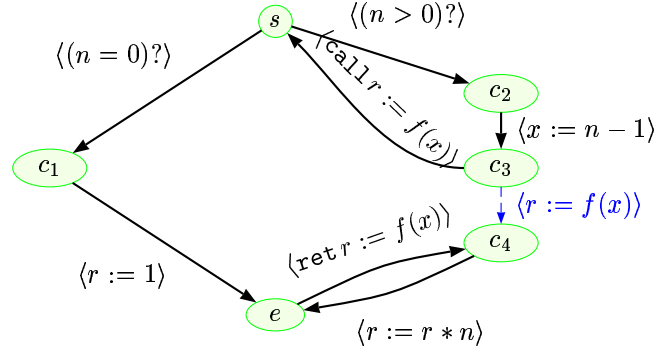 s
⟨(n > 0)?⟩
⟨(n = 0)?⟩
⟨call r := f(x)⟩
c₂
⟨x := n − 1⟩
c₁
c₃
⟨r := f(x)⟩
⟨ret r := f(x)⟩
c₄
⟨r := 1⟩
e
⟨r := r * n⟩